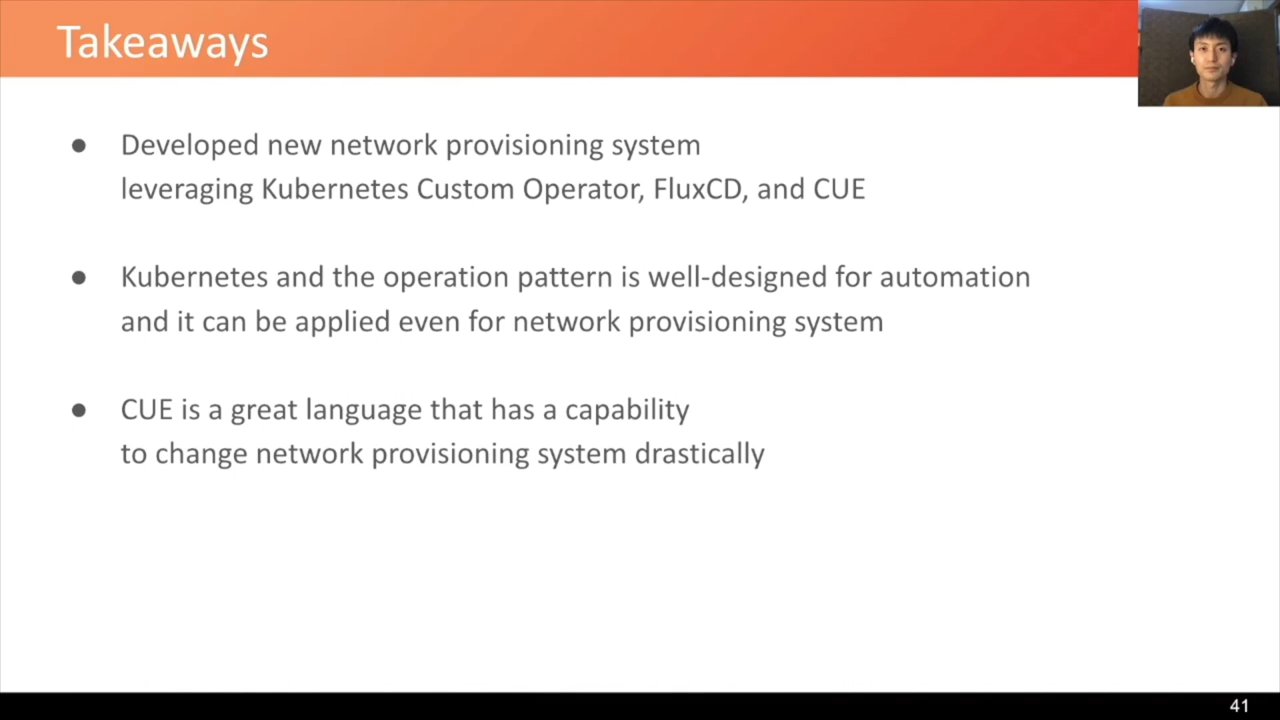 Takeaways
● Developed new network provisioning system
leveraging Kubernetes Custom Operator, FluxCD, and CUE
● Kubernetes and the operation pattern is well-designed for automation
and it can be applied even for network provisioning system
● CUE is a great language that has a capability
to change network provisioning system drastically
41